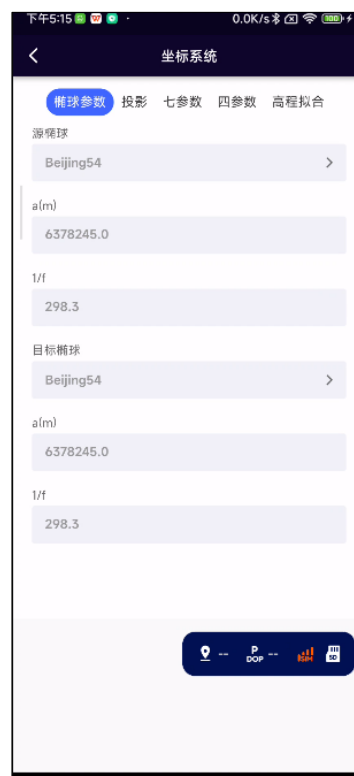 下午5:15 · 0.0K/s 100
坐标系统
椭球参数 投影 七参数 四参数 高程拟合
源椭球
Beijing54
a(m)
6378245.0
1/f
298.3
目标椭球
Beijing54
a(m)
6378245.0
1/f
298.3
-- P DOP -- SIM SD